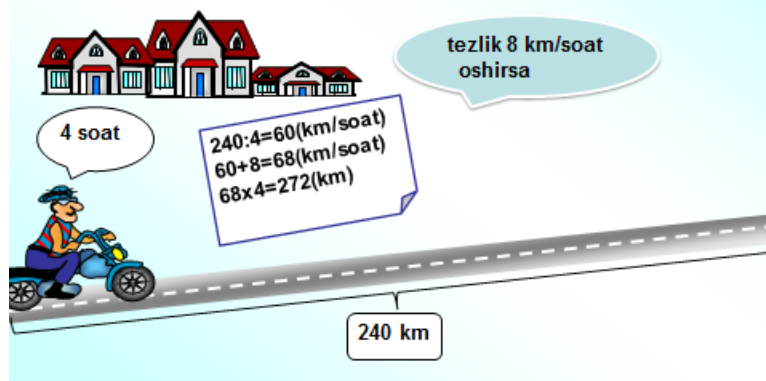 tezlik 8 km/soat
oshirsa
4 soat
240:4=60(km/soat)
60+8=68(km/soat)
68x4=272(km)
240 km